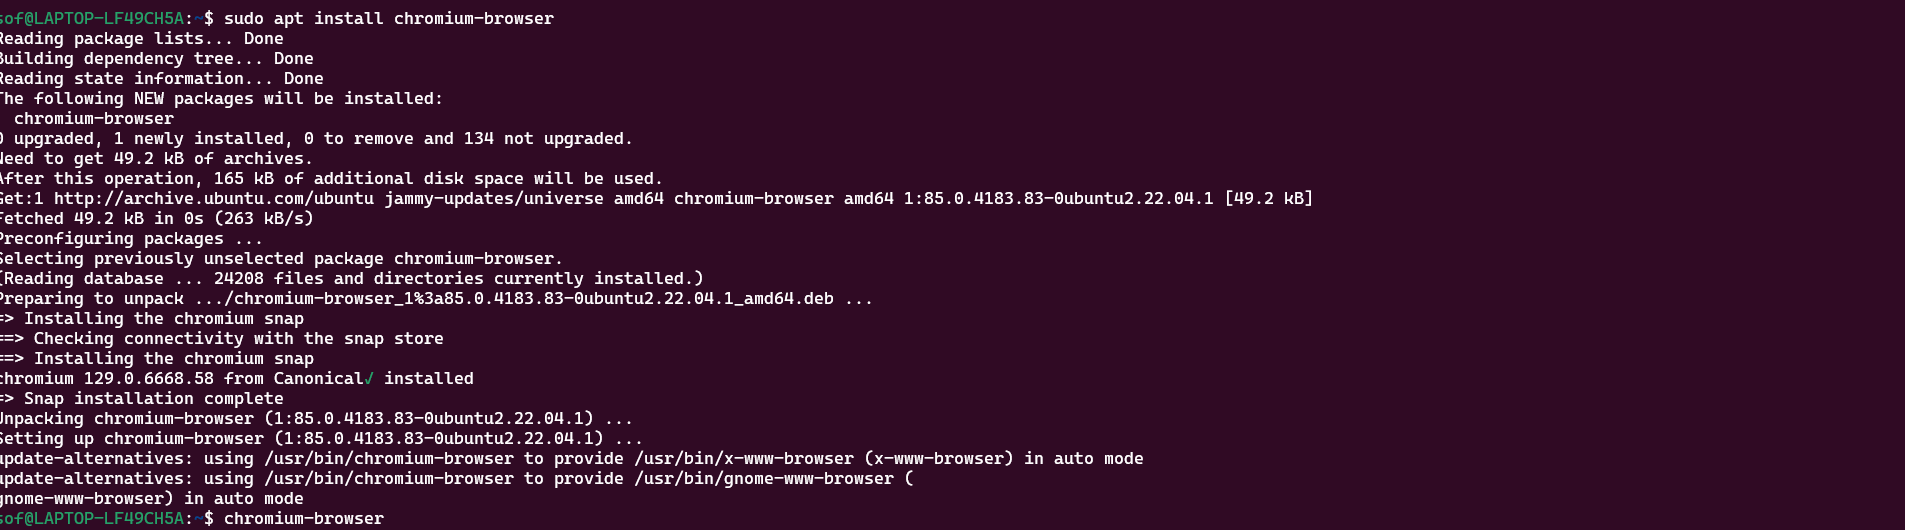 sof@LAPTOP-LF49CH5A:~$ sudo apt install chromium-browser
Reading package lists... Done
Building dependency tree... Done
Reading state information... Done
The following NEW packages will be installed:
  chromium-browser
0 upgraded, 1 newly installed, 0 to remove and 134 not upgraded.
Need to get 49.2 kB of archives.
After this operation, 165 kB of additional disk space will be used.
Get:1 http://archive.ubuntu.com/ubuntu jammy-updates/universe amd64 chromium-browser amd64 1:85.0.4183.83-0ubuntu2.22.04.1 [49.2 kB]
Fetched 49.2 kB in 0s (263 kB/s)
Preconfiguring packages ...
Selecting previously unselected package chromium-browser.
(Reading database ... 24208 files and directories currently installed.)
Preparing to unpack .../chromium-browser_1%3a85.0.4183.83-0ubuntu2.22.04.1_amd64.deb ...
=> Installing the chromium snap
==> Checking connectivity with the snap store
==> Installing the chromium snap
chromium 129.0.6668.58 from Canonical✓ installed
=> Snap installation complete
Unpacking chromium-browser (1:85.0.4183.83-0ubuntu2.22.04.1) ...
Setting up chromium-browser (1:85.0.4183.83-0ubuntu2.22.04.1) ...
update-alternatives: using /usr/bin/chromium-browser to provide /usr/bin/x-www-browser (x-www-browser) in auto mode
update-alternatives: using /usr/bin/chromium-browser to provide /usr/bin/gnome-www-browser (
gnome-www-browser) in auto mode
sof@LAPTOP-LF49CH5A:~$ chromium-browser